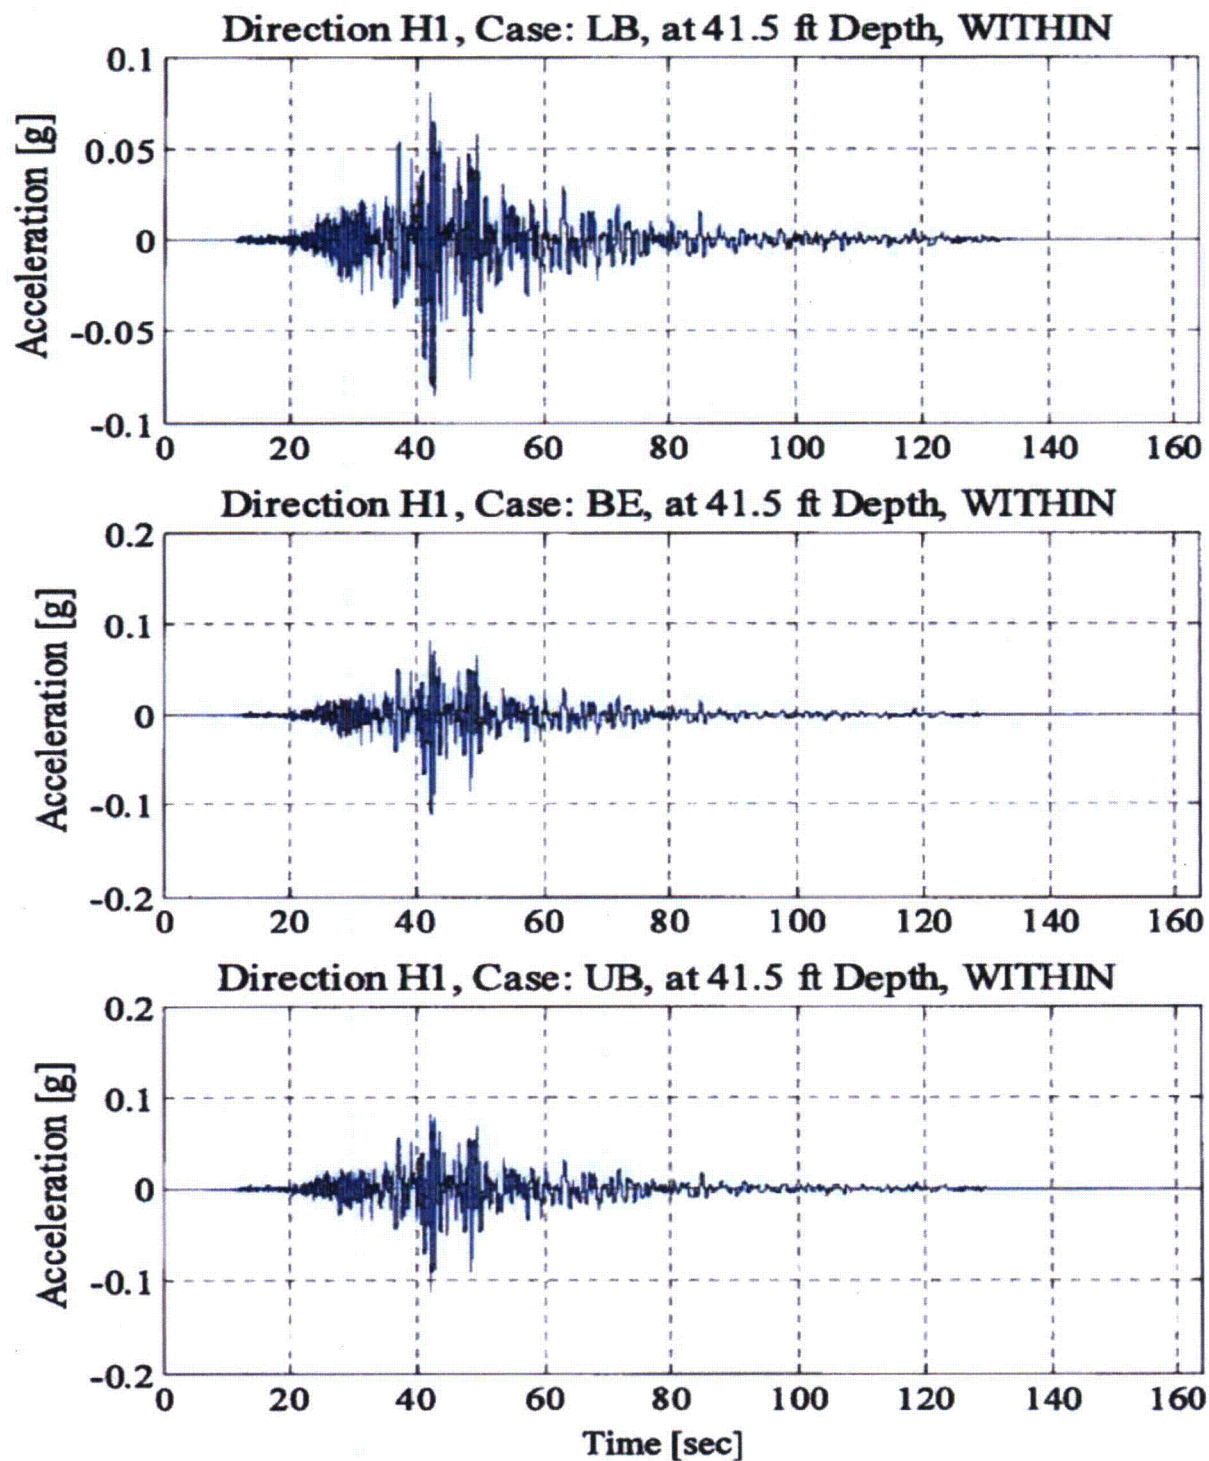 Direction H1, Case: LB, at 41.5 ft Depth, WITHIN
0.1
0.05
0
-0.05
-0.1
Acceleration [g]
0 20 40 60 80 100 120 140 160
Direction H1, Case: BE, at 41.5 ft Depth, WITHIN
0.2
0.1
0
-0.1
-0.2
Acceleration [g]
0 20 40 60 80 100 120 140 160
Direction H1, Case: UB, at 41.5 ft Depth, WITHIN
0.2
0.1
0
-0.1
-0.2
Acceleration [g]
0 20 40 60 80 100 120 140 160
Time [sec]